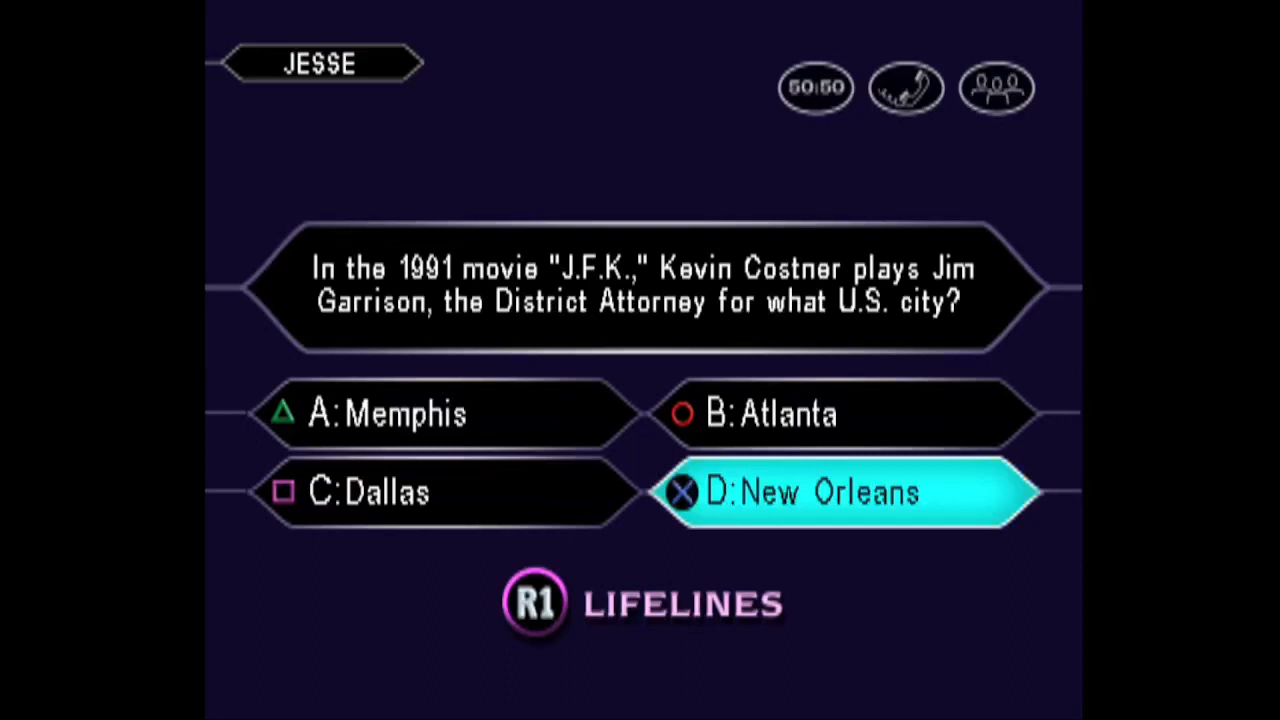 JESSE
50:50
In the 1991 movie "J.F.K.," Kevin Costner plays Jim
Garrison, the District Attorney for what U.S. city?
A: Memphis
B: Atlanta
C: Dallas
D: New Orleans
R1 LIFELINES